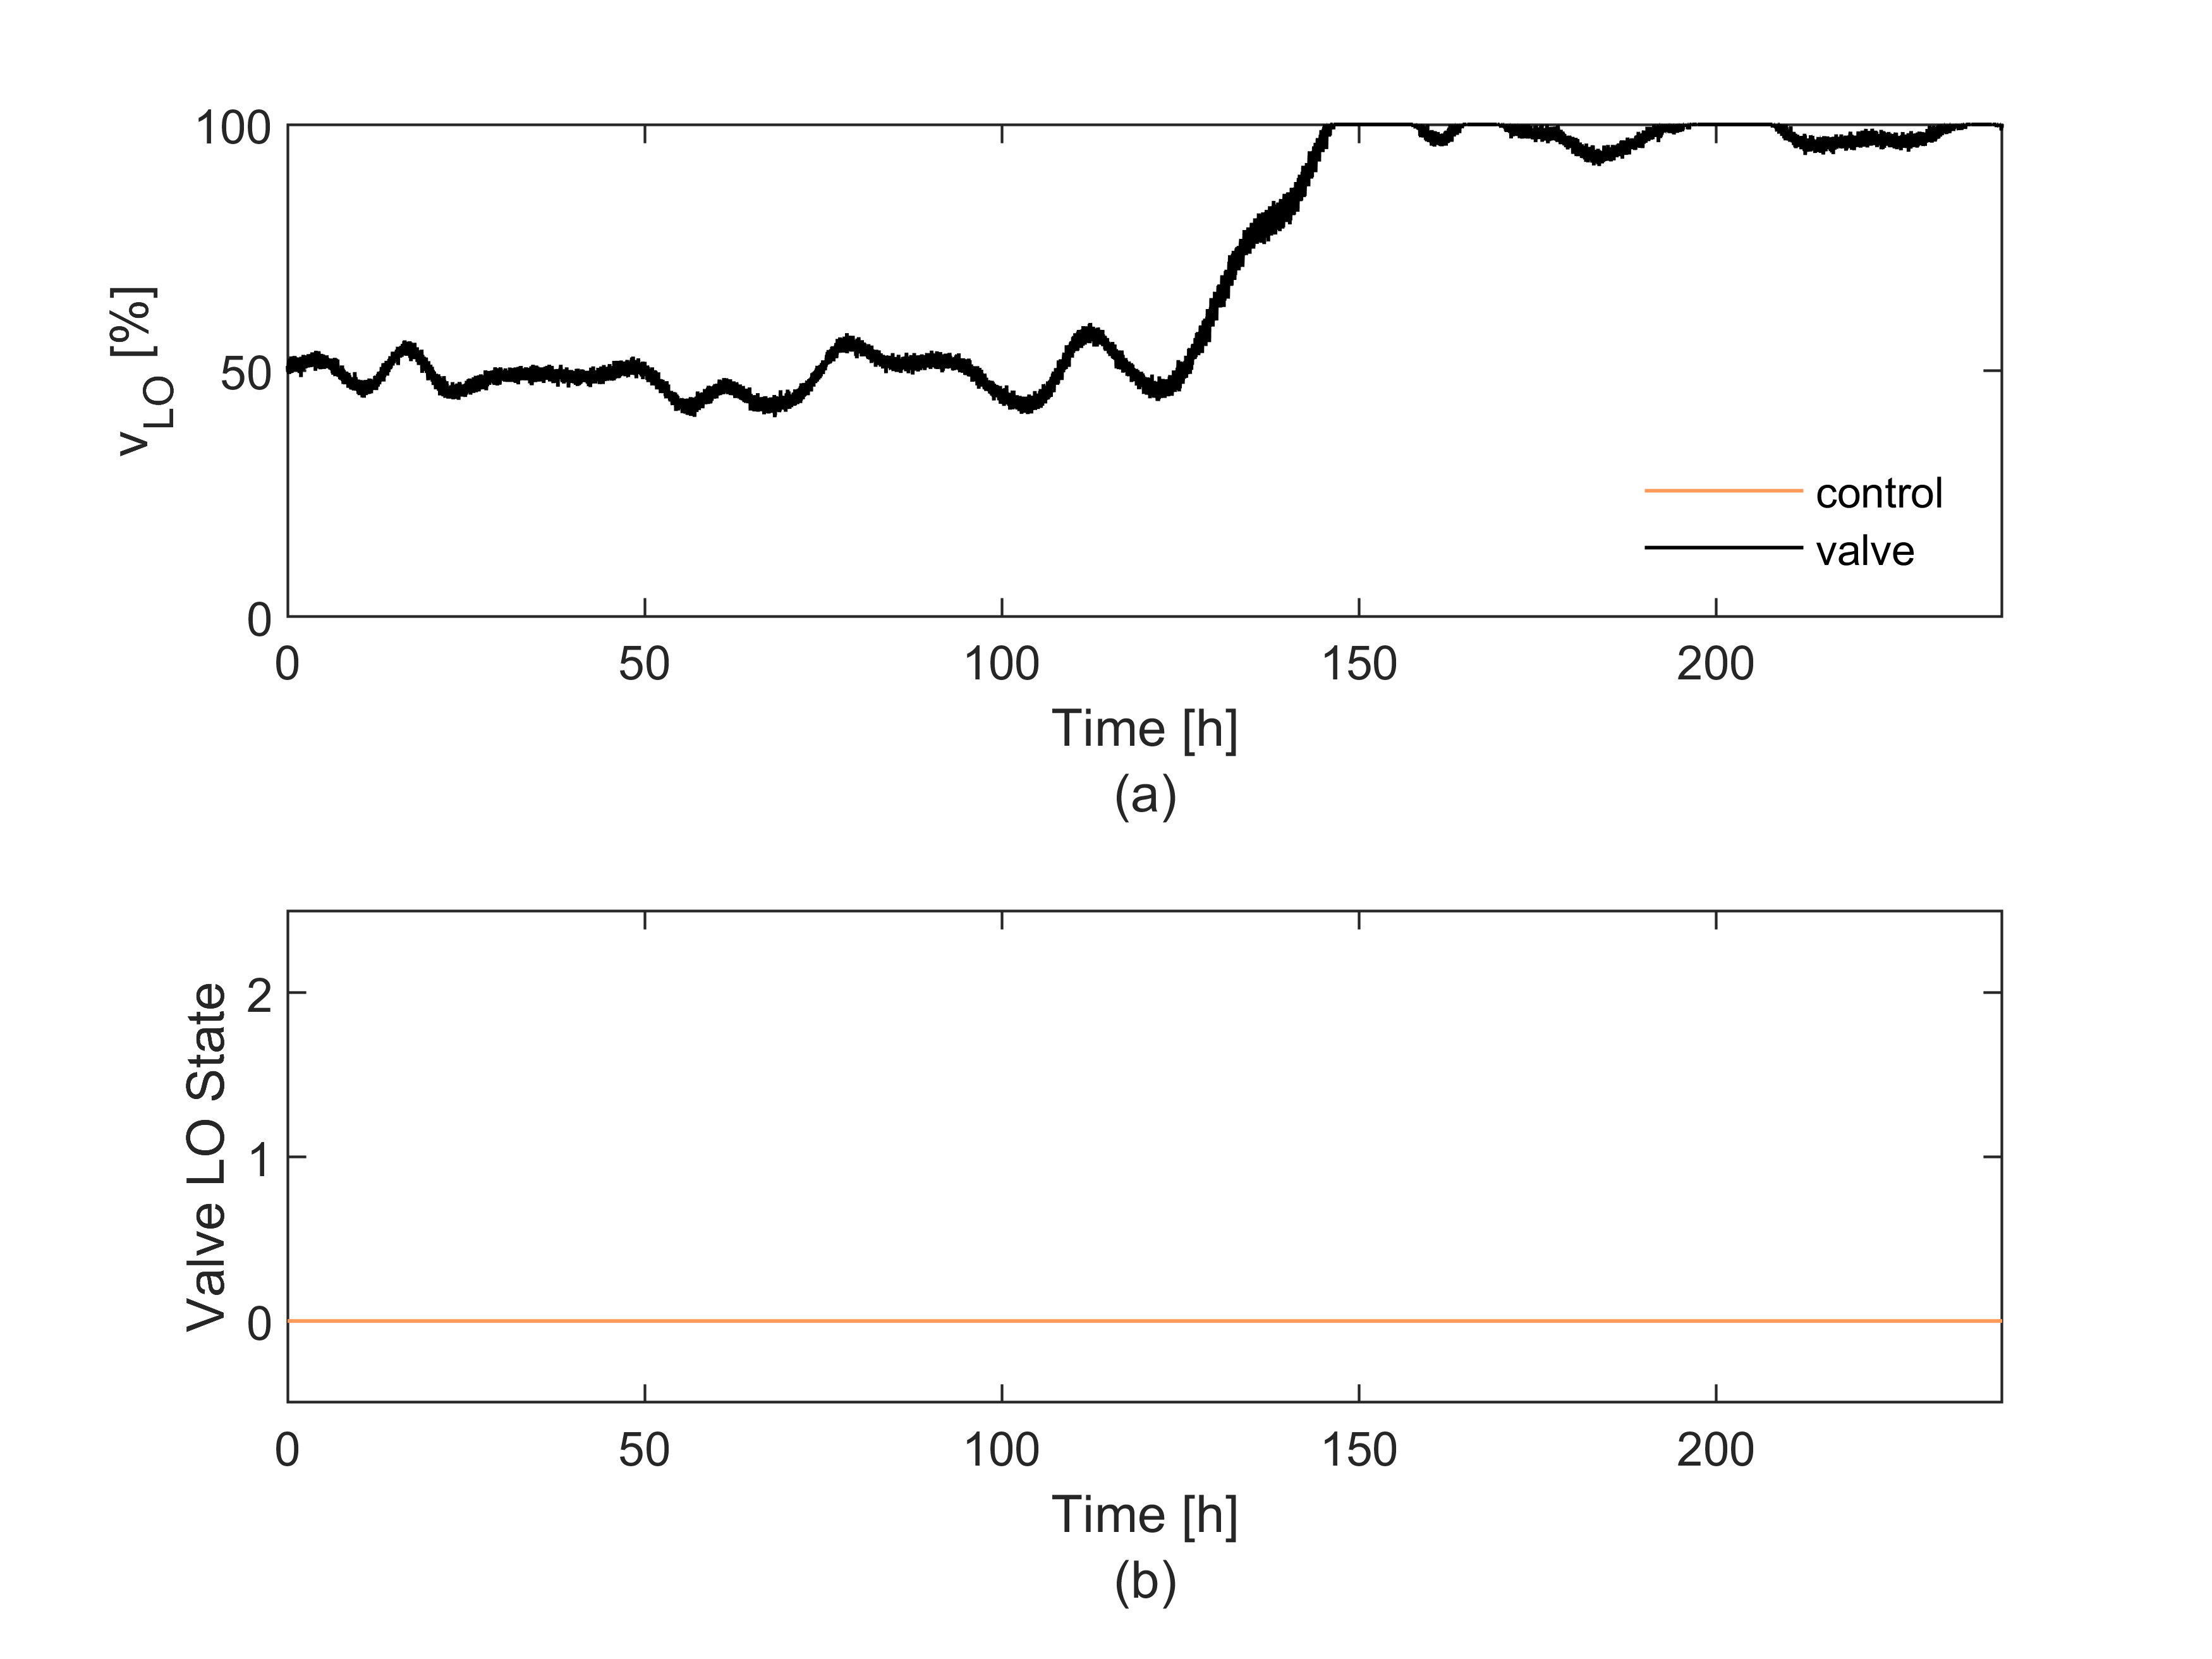 100
50
0
v_LO [%]
control
valve
0 50 100 150 200
Time [h]
(a)
2
1
0
Valve LO State
0 50 100 150 200
Time [h]
(b)